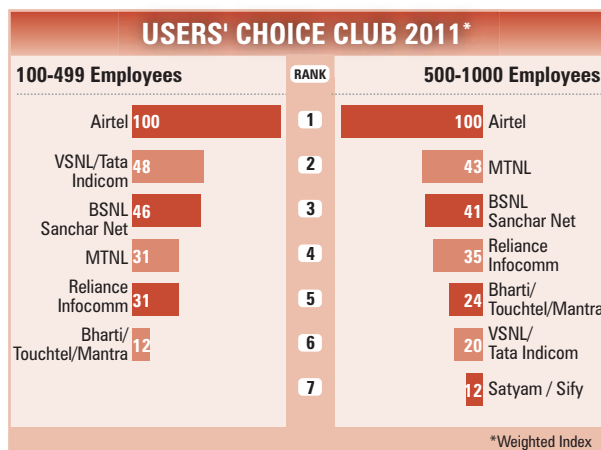 USERS' CHOICE CLUB 2011*
100-499 Employees
RANK
500-1000 Employees
Airtel 100
1
100 Airtel
VSNL/Tata
Indicom
48
2
43 MTNL
BSNL
Sanchar Net
46
3
41
BSNL
Sanchar Net
MTNL 31
4
35
Reliance
Infocomm
Reliance
Infocomm
31
5
24
Bharti/
Touchtel/Mantra
Bharti/
Touchtel/Mantra
12
6
20
VSNL/
Tata Indicom
7
12 Satyam / Sify
*Weighted Index